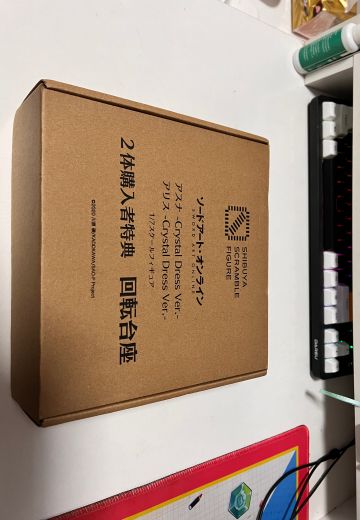 SHIBUYA
SCRAMBLE
FIGURE
ソードアート・オンライン
SWORD ART ONLINE
アスナ -Crystal Dress Ver.-
アリス -Crystal Dress Ver.-
1/7スケールフィギュア
2体購入者特典 回転台座